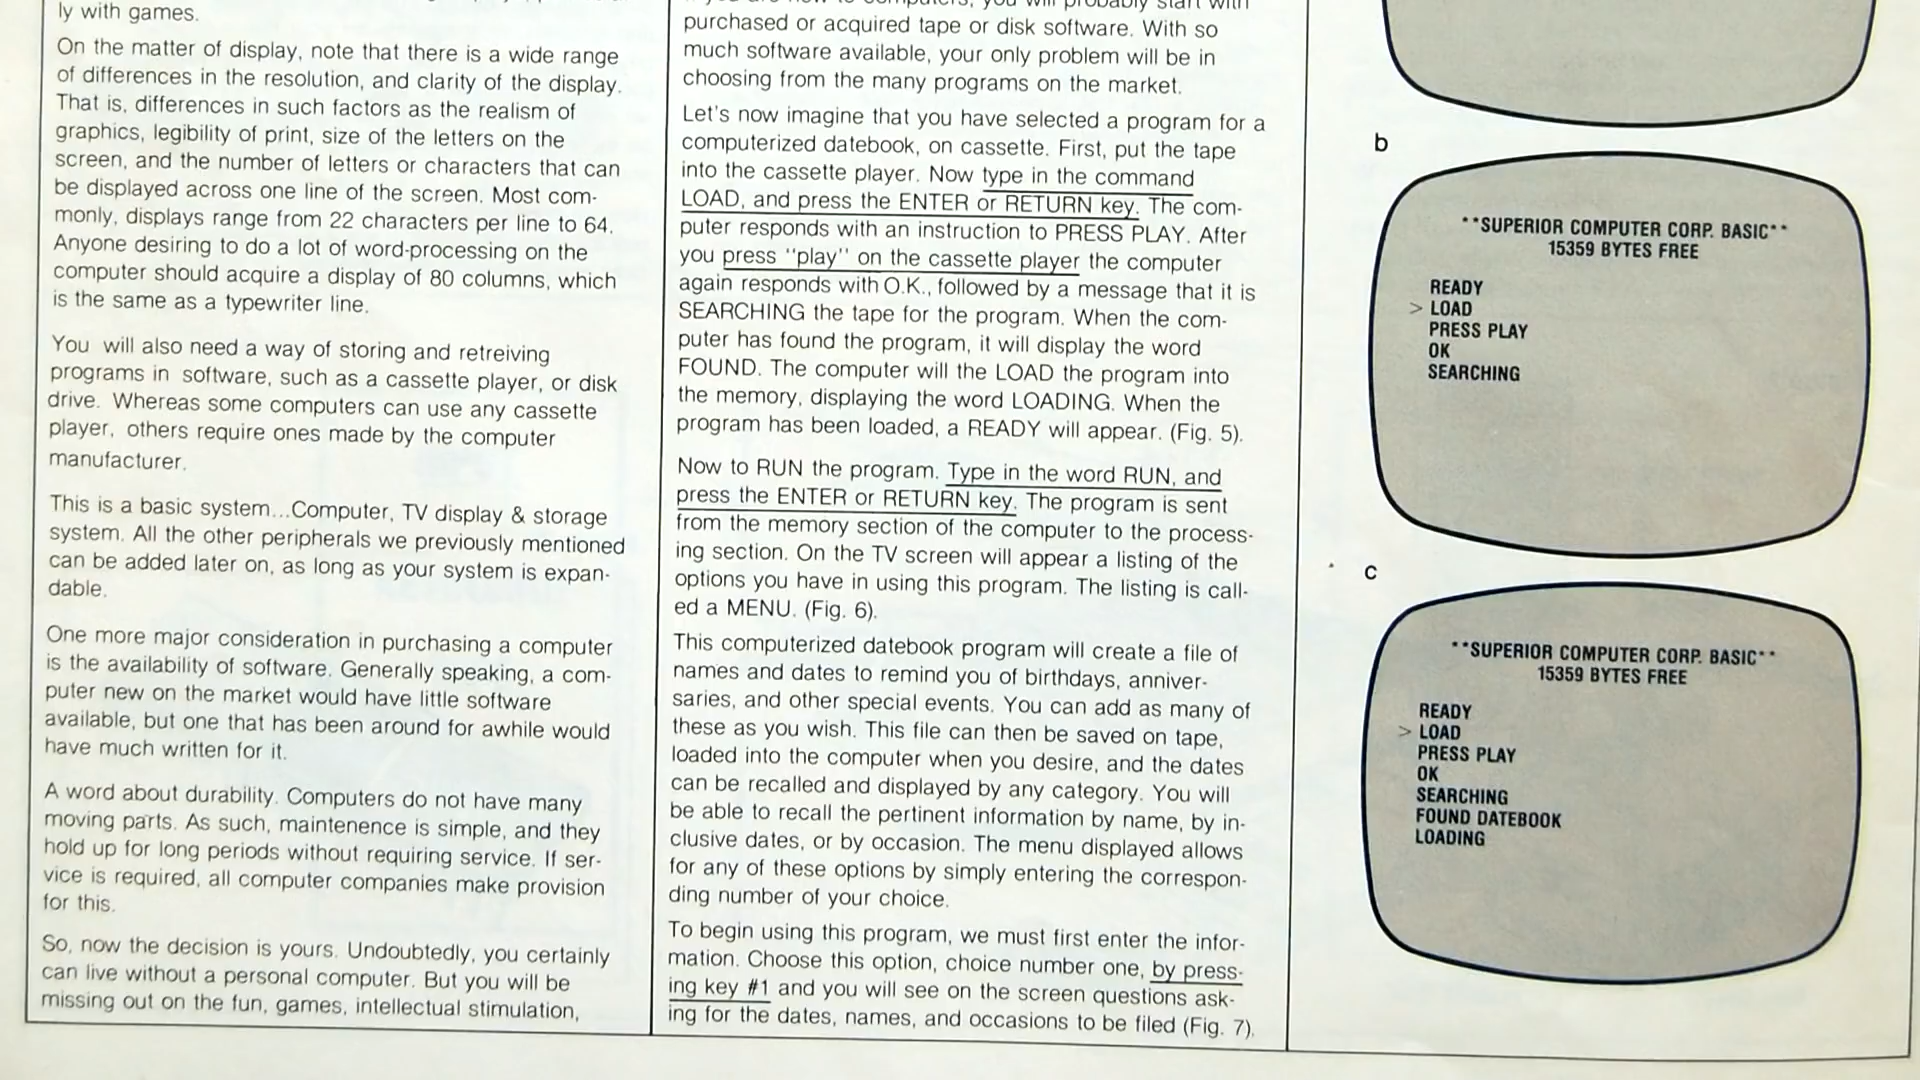 ly with games.
On the matter of display, note that there is a wide range
of differences in the resolution, and clarity of the display.
That is, differences in such factors as the realism of
graphics, legibility of print, size of the letters on the
screen, and the number of letters or characters that can
be displayed across one line of the screen. Most com-
monly, displays range from 22 characters per line to 64.
Anyone desiring to do a lot of word-processing on the
computer should acquire a display of 80 columns, which
is the same as a typewriter line.
You will also need a way of storing and retreiving
programs in software, such as a cassette player, or disk
drive. Whereas some computers can use any cassette
player, others require ones made by the computer
manufacturer.
This is a basic system...Computer, TV display & storage
system. All the other peripherals we previously mentioned
can be added later on, as long as your system is expan-
dable.
One more major consideration in purchasing a computer
is the availability of software. Generally speaking, a com-
puter new on the market would have little software
available, but one that has been around for awhile would
have much written for it.
A word about durability. Computers do not have many
moving parts. As such, maintenence is simple, and they
hold up for long periods without requiring service. If ser-
vice is required, all computer companies make provision
for this.
So, now the decision is yours. Undoubtedly, you certainly
can live without a personal computer. But you will be
missing out on the fun, games, intellectual stimulation,
you will probably start with
purchased or acquired tape or disk software. With so
much software available, your only problem will be in
choosing from the many programs on the market.
Let's now imagine that you have selected a program for a
computerized datebook, on cassette. First, put the tape
into the cassette player. Now type in the command
LOAD, and press the ENTER or RETURN key. The com-
puter responds with an instruction to PRESS PLAY. After
you press "play" on the cassette player the computer
again responds with O.K., followed by a message that it is
SEARCHING the tape for the program. When the com-
puter has found the program, it will display the word
FOUND. The computer will the LOAD the program into
the memory, displaying the word LOADING. When the
program has been loaded, a READY will appear. (Fig. 5).
Now to RUN the program. Type in the word RUN, and
press the ENTER or RETURN key. The program is sent
from the memory section of the computer to the process-
ing section. On the TV screen will appear a listing of the
options you have in using this program. The listing is call-
ed a MENU. (Fig. 6).
This computerized datebook program will create a file of
names and dates to remind you of birthdays, anniver-
saries, and other special events. You can add as many of
these as you wish. This file can then be saved on tape,
loaded into the computer when you desire, and the dates
can be recalled and displayed by any category. You will
be able to recall the pertinent information by name, by in-
clusive dates, or by occasion. The menu displayed allows
for any of these options by simply entering the correspon-
ding number of your choice.
To begin using this program, we must first enter the infor-
mation. Choose this option, choice number one, by press-
ing key #1 and you will see on the screen questions ask-
ing for the dates, names, and occasions to be filed (Fig. 7).
b
**SUPERIOR COMPUTER CORP. BASIC**
15359 BYTES FREE
READY
> LOAD
PRESS PLAY
OK
SEARCHING
c
**SUPERIOR COMPUTER CORP. BASIC**
15359 BYTES FREE
READY
> LOAD
PRESS PLAY
OK
SEARCHING
FOUND DATEBOOK
LOADING